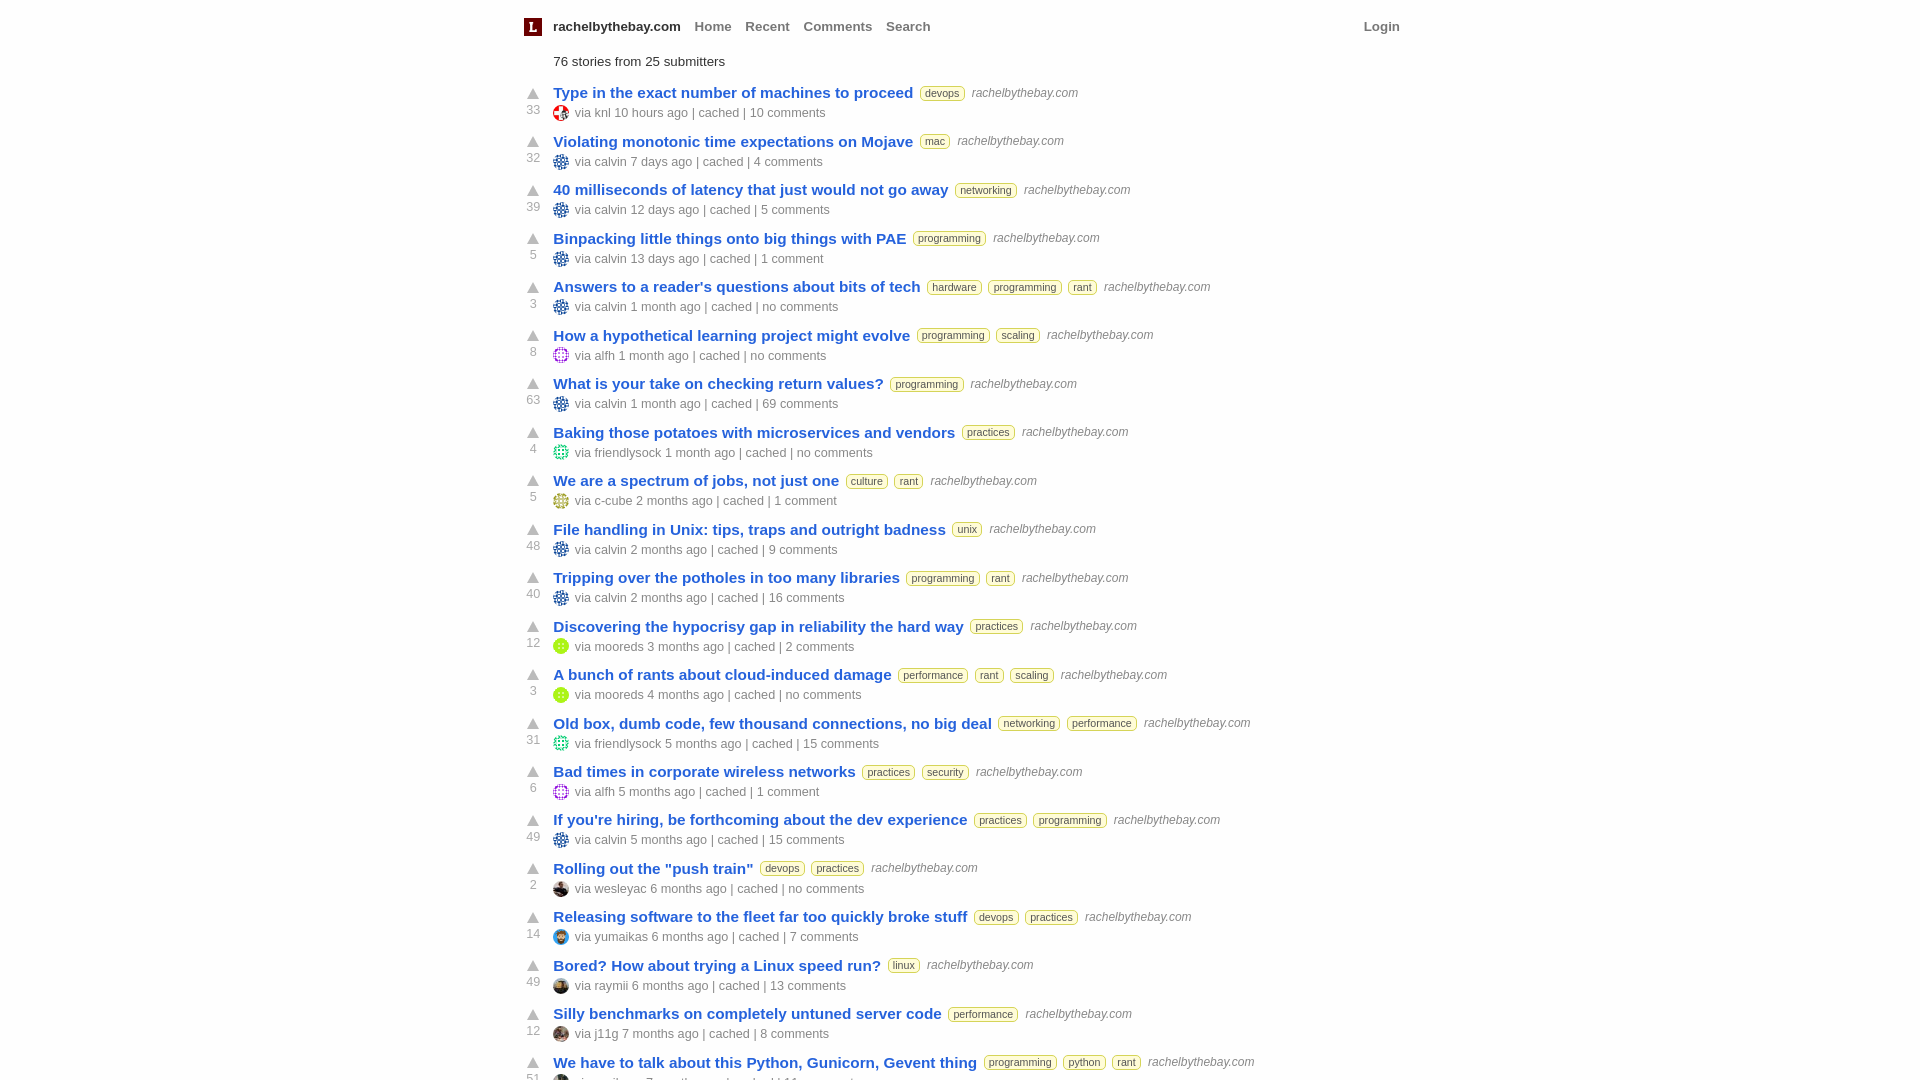 L rachelbythebay.com Home Recent Comments Search Login
76 stories from 25 submitters
Type in the exact number of machines to proceed devops rachelbythebay.com
33 via knl 10 hours ago | cached | 10 comments
Violating monotonic time expectations on Mojave mac rachelbythebay.com
32 via calvin 7 days ago | cached | 4 comments
40 milliseconds of latency that just would not go away networking rachelbythebay.com
39 via calvin 12 days ago | cached | 5 comments
Binpacking little things onto big things with PAE programming rachelbythebay.com
5 via calvin 13 days ago | cached | 1 comment
Answers to a reader's questions about bits of tech hardware programming rant rachelbythebay.com
3 via calvin 1 month ago | cached | no comments
How a hypothetical learning project might evolve programming scaling rachelbythebay.com
8 via alfh 1 month ago | cached | no comments
What is your take on checking return values? programming rachelbythebay.com
63 via calvin 1 month ago | cached | 69 comments
Baking those potatoes with microservices and vendors practices rachelbythebay.com
4 via friendlysock 1 month ago | cached | no comments
We are a spectrum of jobs, not just one culture rant rachelbythebay.com
5 via c-cube 2 months ago | cached | 1 comment
File handling in Unix: tips, traps and outright badness unix rachelbythebay.com
48 via calvin 2 months ago | cached | 9 comments
Tripping over the potholes in too many libraries programming rant rachelbythebay.com
40 via calvin 2 months ago | cached | 16 comments
Discovering the hypocrisy gap in reliability the hard way practices rachelbythebay.com
12 via mooreds 3 months ago | cached | 2 comments
A bunch of rants about cloud-induced damage performance rant scaling rachelbythebay.com
3 via mooreds 4 months ago | cached | no comments
Old box, dumb code, few thousand connections, no big deal networking performance rachelbythebay.com
31 via friendlysock 5 months ago | cached | 15 comments
Bad times in corporate wireless networks practices security rachelbythebay.com
6 via alfh 5 months ago | cached | 1 comment
If you're hiring, be forthcoming about the dev experience practices programming rachelbythebay.com
49 via calvin 5 months ago | cached | 15 comments
Rolling out the "push train" devops practices rachelbythebay.com
2 via wesleyac 6 months ago | cached | no comments
Releasing software to the fleet far too quickly broke stuff devops practices rachelbythebay.com
14 via yumaikas 6 months ago | cached | 7 comments
Bored? How about trying a Linux speed run? linux rachelbythebay.com
49 via raymii 6 months ago | cached | 13 comments
Silly benchmarks on completely untuned server code performance rachelbythebay.com
12 via j11g 7 months ago | cached | 8 comments
We have to talk about this Python, Gunicorn, Gevent thing programming python rant rachelbythebay.com